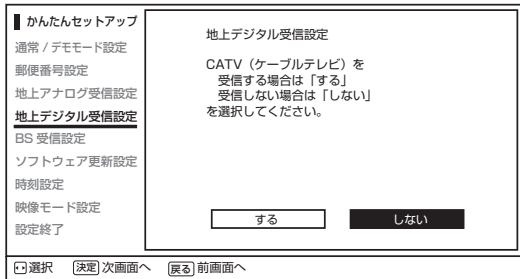 かんたんセットアップ
通常 / デモモード設定
郵便番号設定
地上アナログ受信設定
地上デジタル受信設定
BS 受信設定
ソフトウェア更新設定
時刻設定
映像モード設定
設定終了
地上デジタル受信設定
CATV（ケーブルテレビ）を
受信する場合は「する」
受信しない場合は「しない」
を選択してください。
する しない
選択 決定 次画面へ 戻る 前画面へ